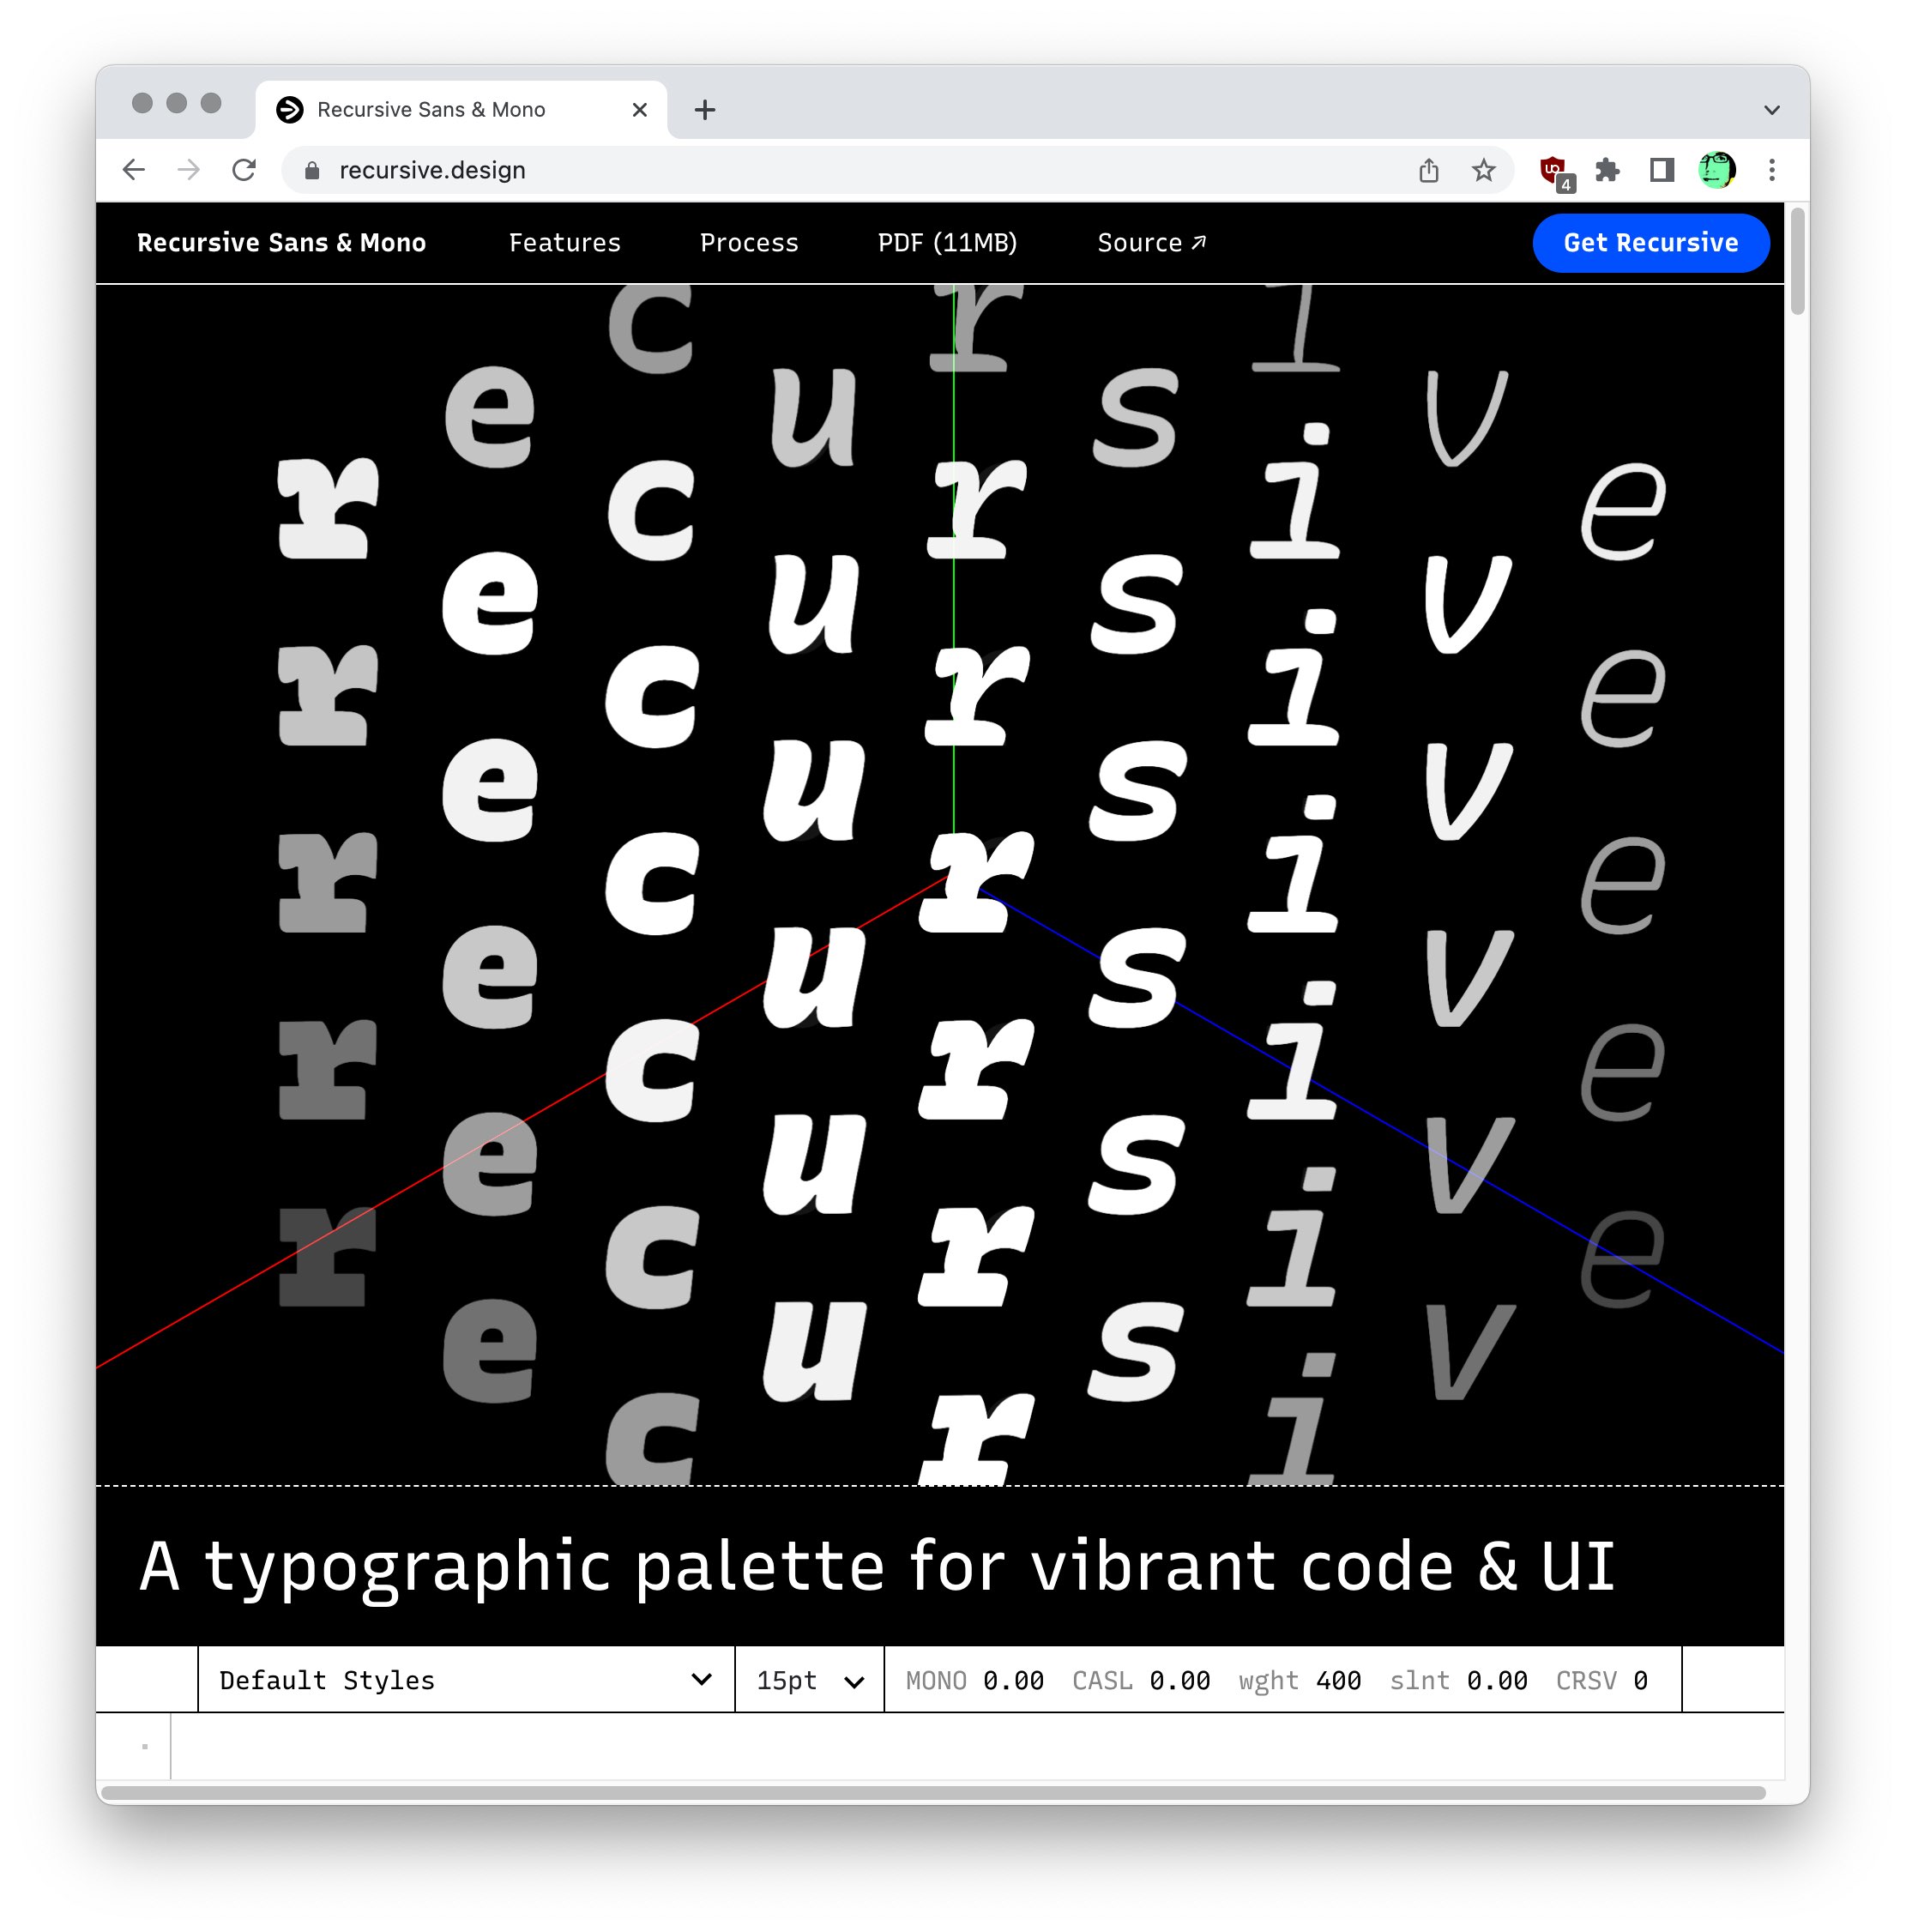 Recursive Sans & Mono
recursive.design
4
Recursive Sans & Mono Features Process PDF (11MB) Source ↗ Get Recursive
c r i
e u s v
r c r i e
e u s v
r c r i e
e u s v
r c r i e
e u s v
r c r i e
e u s v
r c r i e
e u s v
c r i
A typographic palette for vibrant code & UI
Default Styles 15pt MONO 0.00 CASL 0.00 wght 400 slnt 0.00 CRSV 0